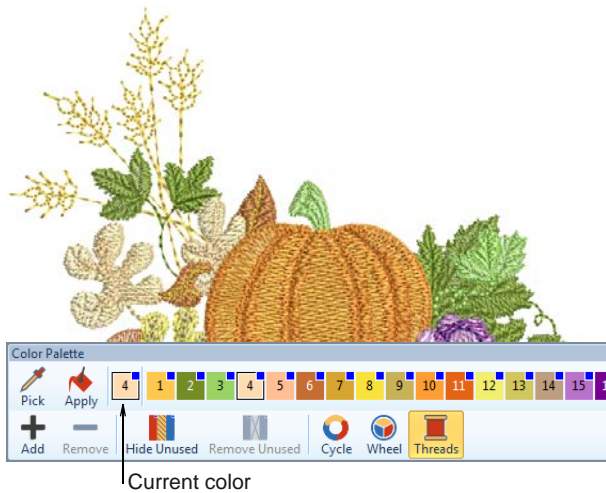 Color Palette
Pick Apply 4 1 2 3 4 5 6 7 8 9 10 11 12 13 14 15
Add Remove Hide Unused Remove Unused Cycle Wheel Threads
Current color